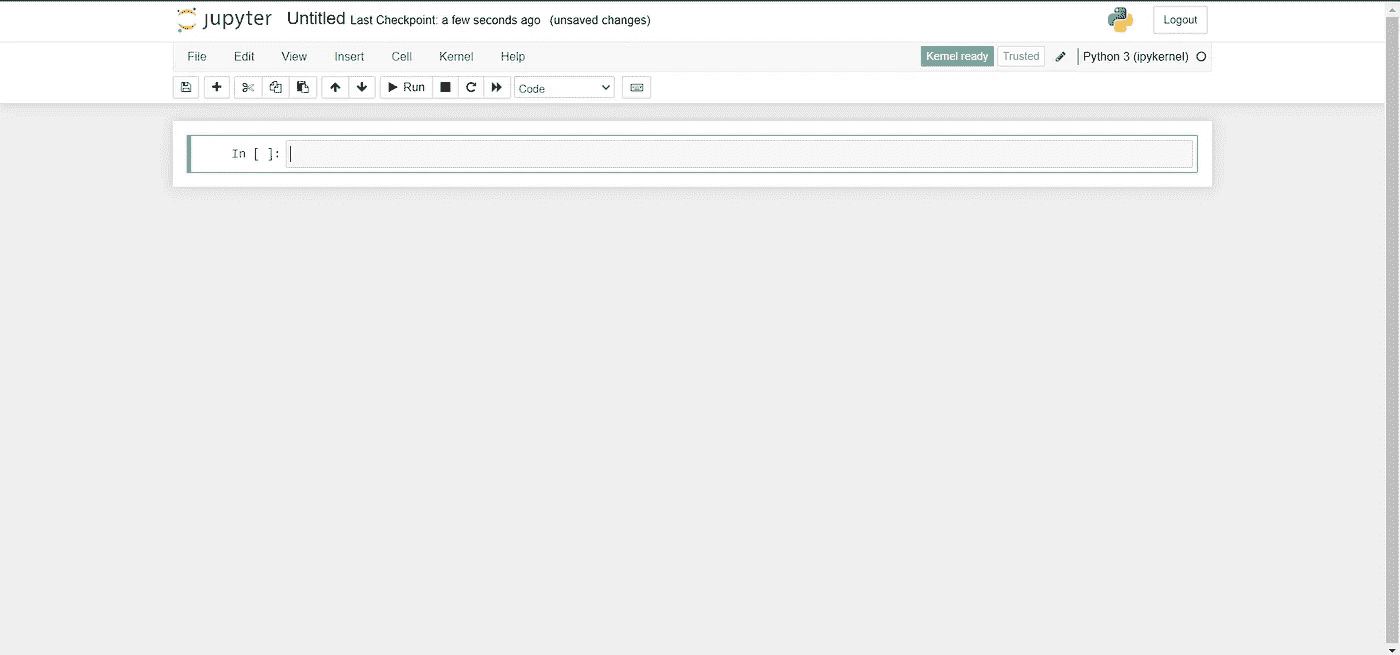 jupyter Untitled Last Checkpoint: a few seconds ago (unsaved changes) Logout
File Edit View Insert Cell Kernel Help Kernel ready Trusted Python 3 (ipykernel)
Run Code
In [ ]: